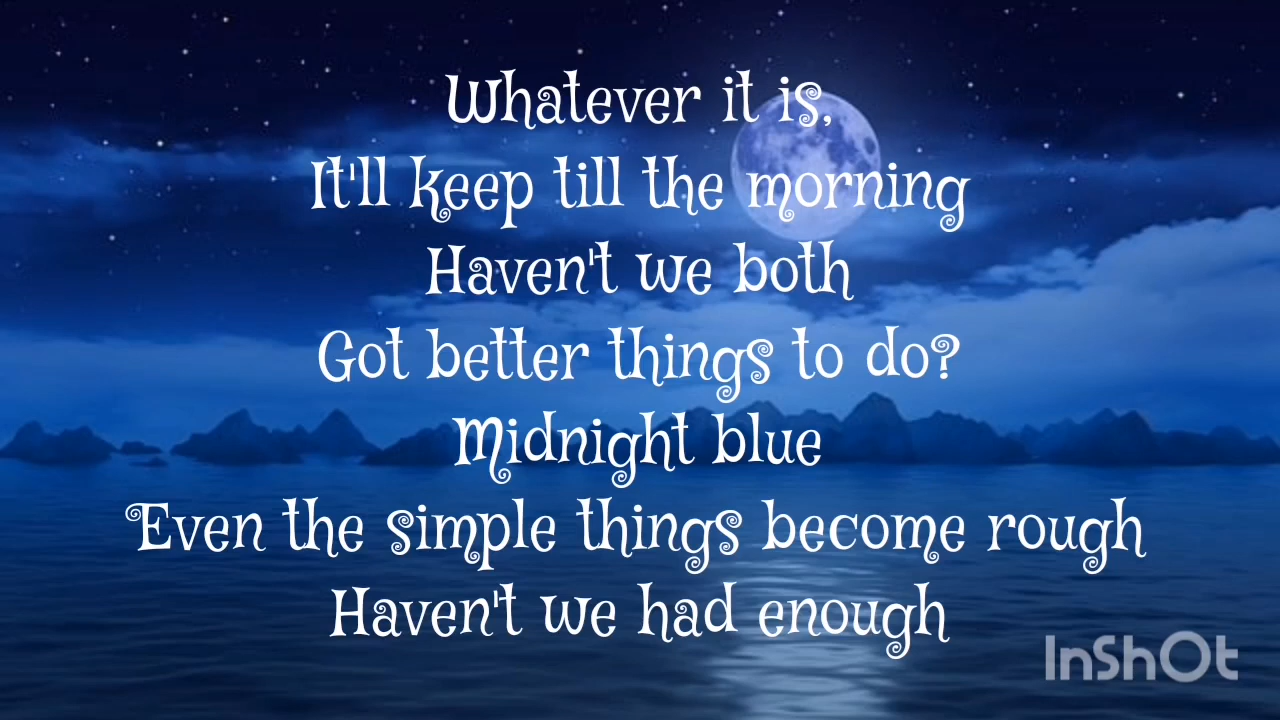 Whatever it is,
It'll keep till the morning
Haven't we both
Got better things to do?
Midnight blue
Even the simple things become rough
Haven't we had enough
InShOt